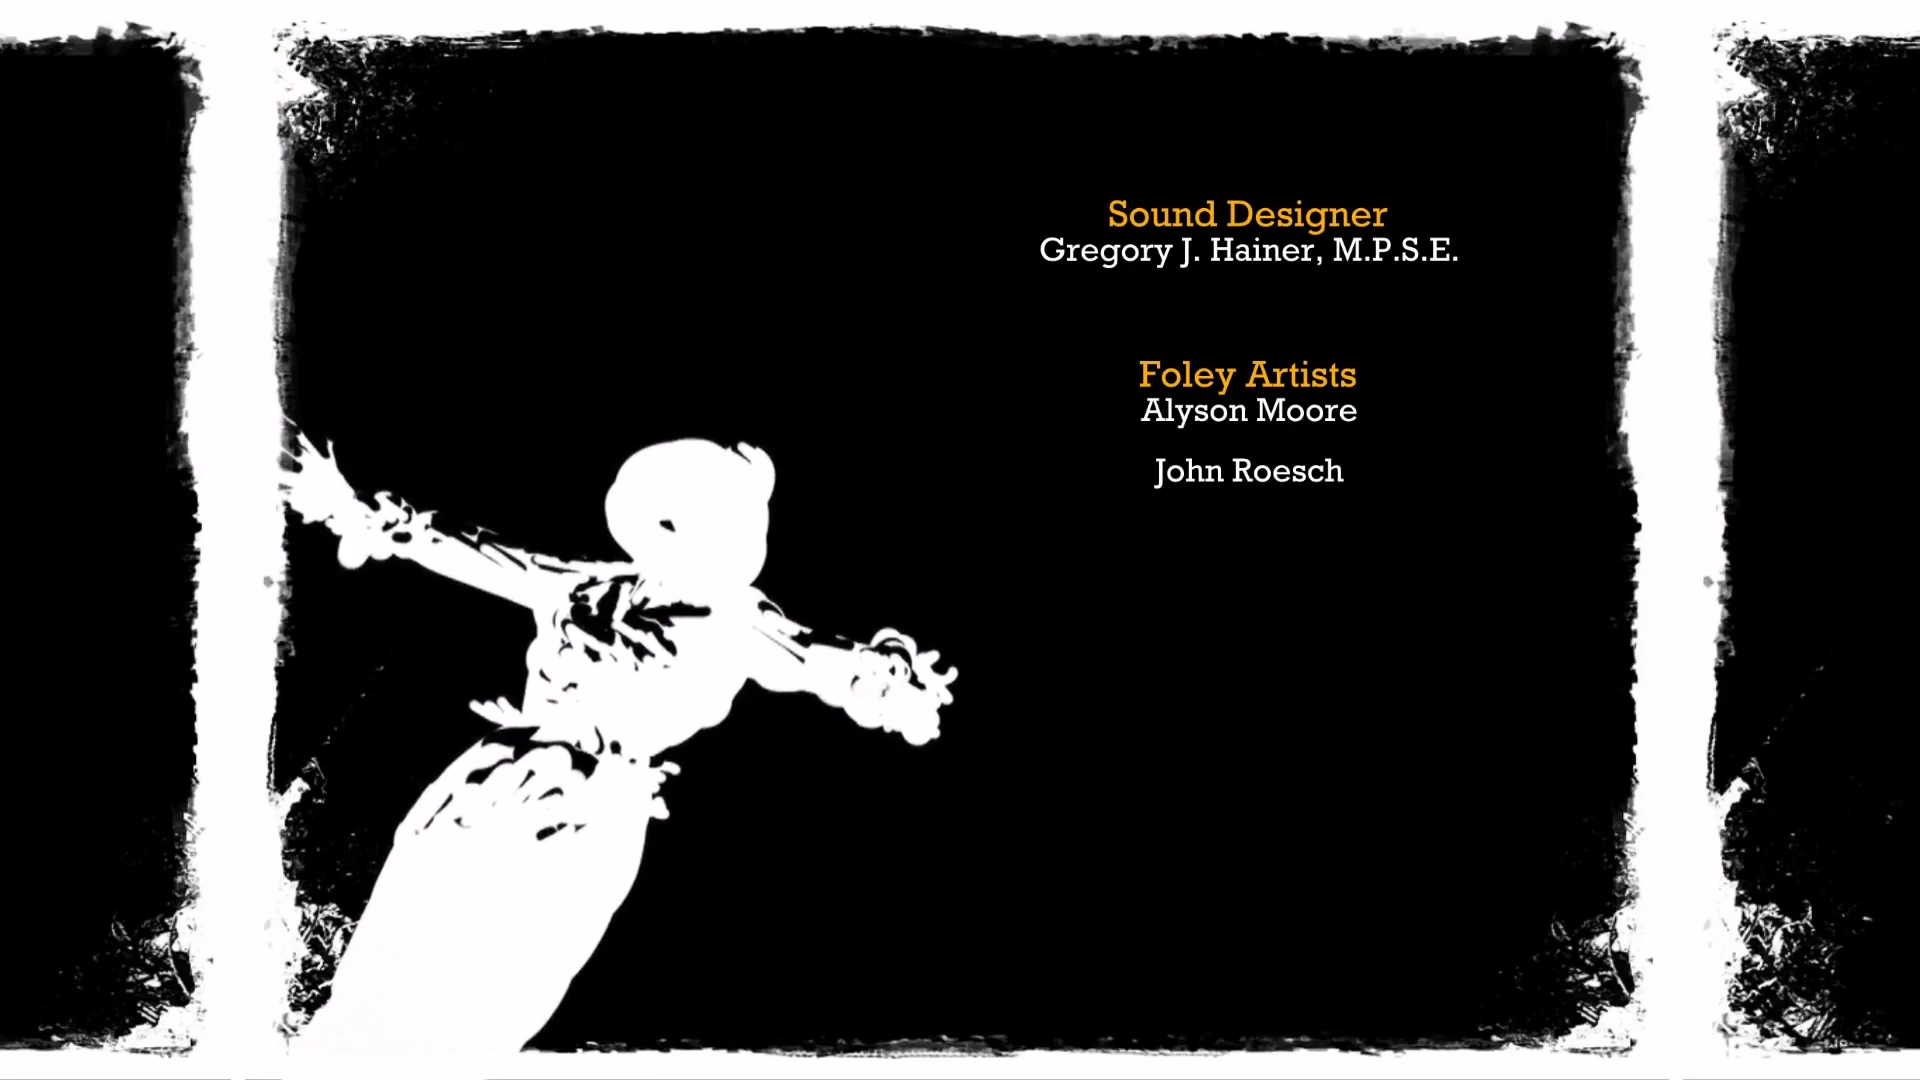 Sound Designer
Gregory J. Hainer, M.P.S.E.
Foley Artists
Alyson Moore
John Roesch